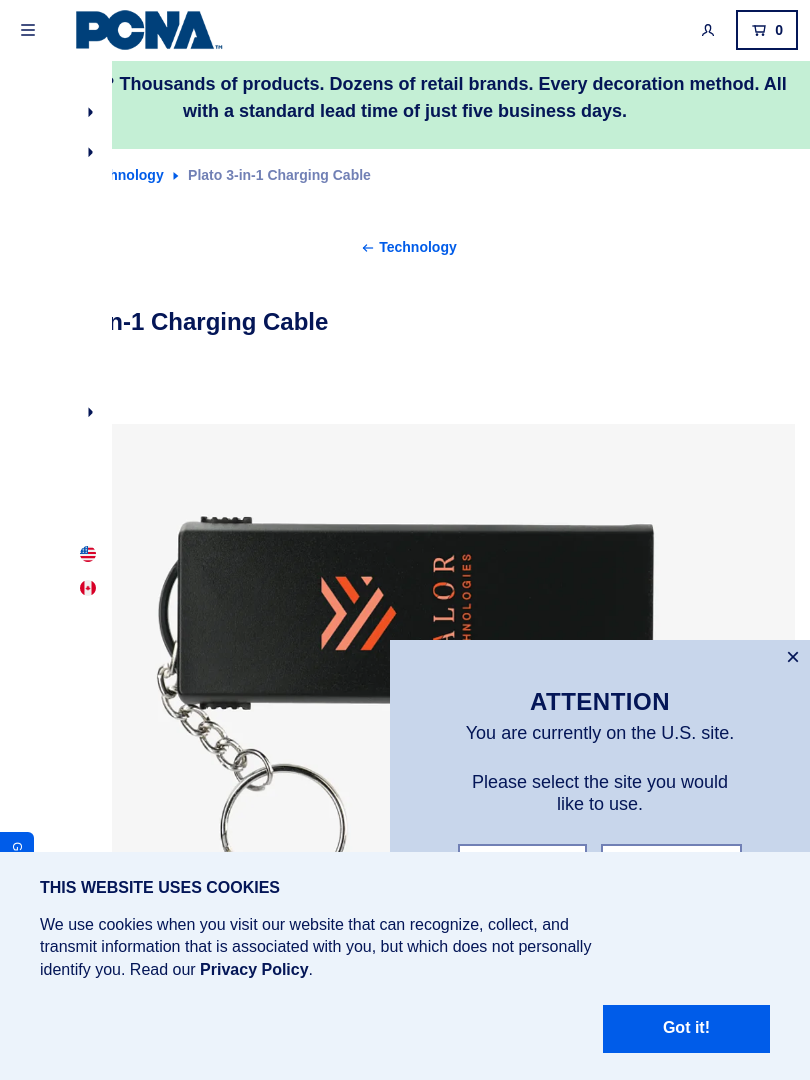 PCNA™
0
? Thousands of products. Dozens of retail brands. Every decoration method. All
with a standard lead time of just five business days.
hnology Plato 3-in-1 Charging Cable
Technology
n-1 Charging Cable
ALOR
HNOLOGIES
ATTENTION
You are currently on the U.S. site.
Please select the site you would
like to use.
G
THIS WEBSITE USES COOKIES
We use cookies when you visit our website that can recognize, collect, and
transmit information that is associated with you, but which does not personally
identify you. Read our Privacy Policy.
Got it!